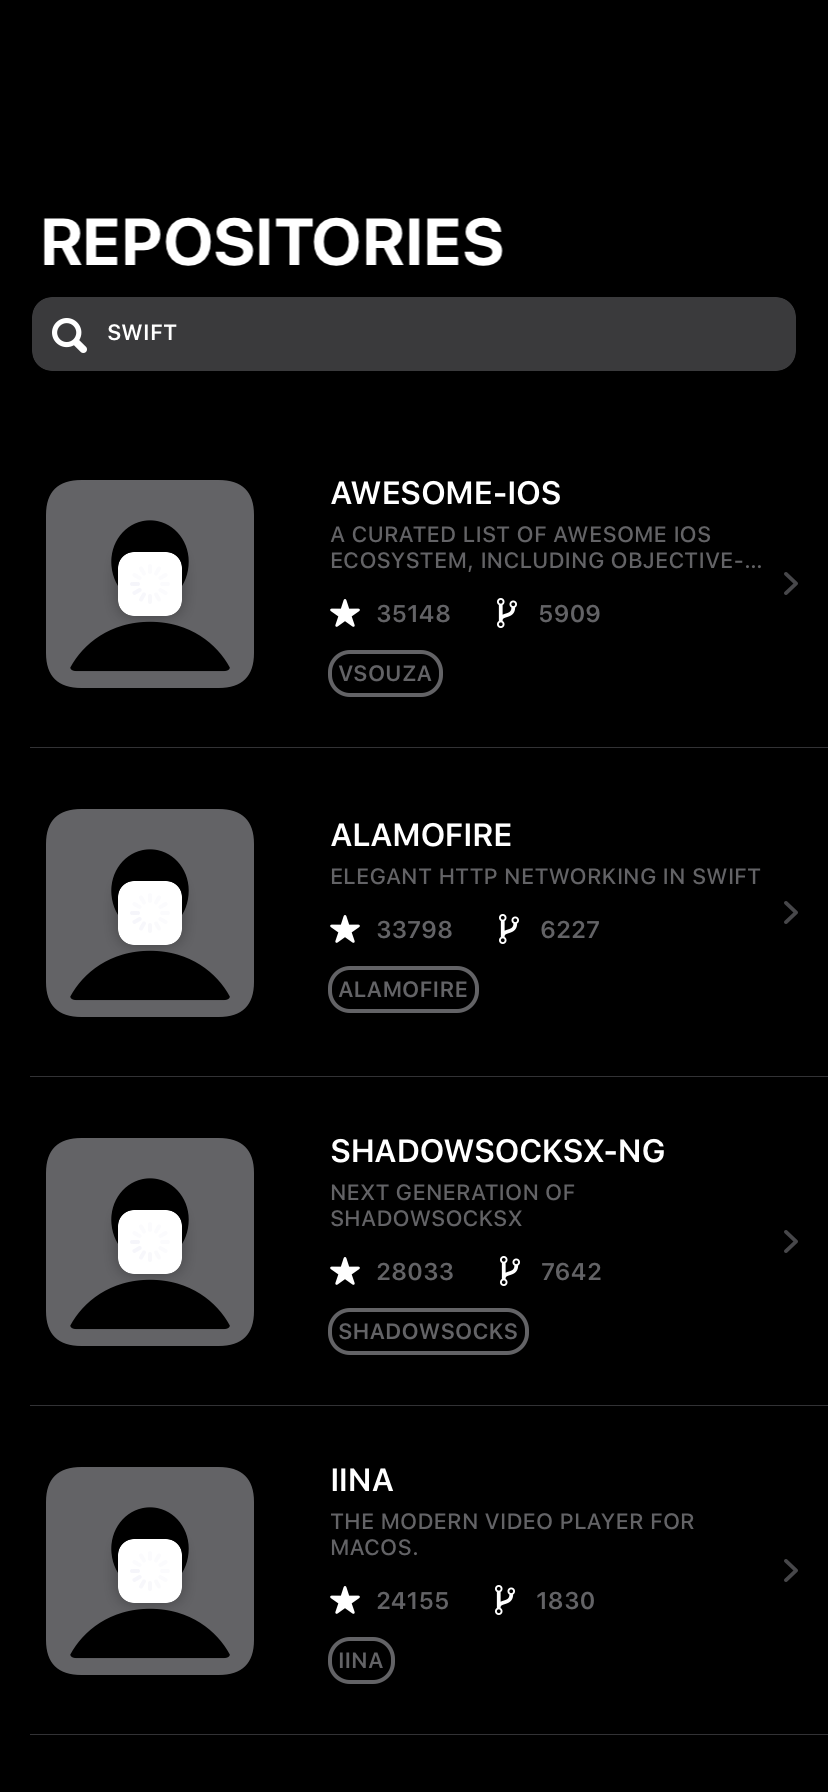 REPOSITORIES
SWIFT
AWESOME-IOS
A CURATED LIST OF AWESOME IOS
ECOSYSTEM, INCLUDING OBJECTIVE-...
35148 5909
VSOUZA
ALAMOFIRE
ELEGANT HTTP NETWORKING IN SWIFT
33798 6227
ALAMOFIRE
SHADOWSOCKSX-NG
NEXT GENERATION OF
SHADOWSOCKSX
28033 7642
SHADOWSOCKS
IINA
THE MODERN VIDEO PLAYER FOR
MACOS.
24155 1830
IINA